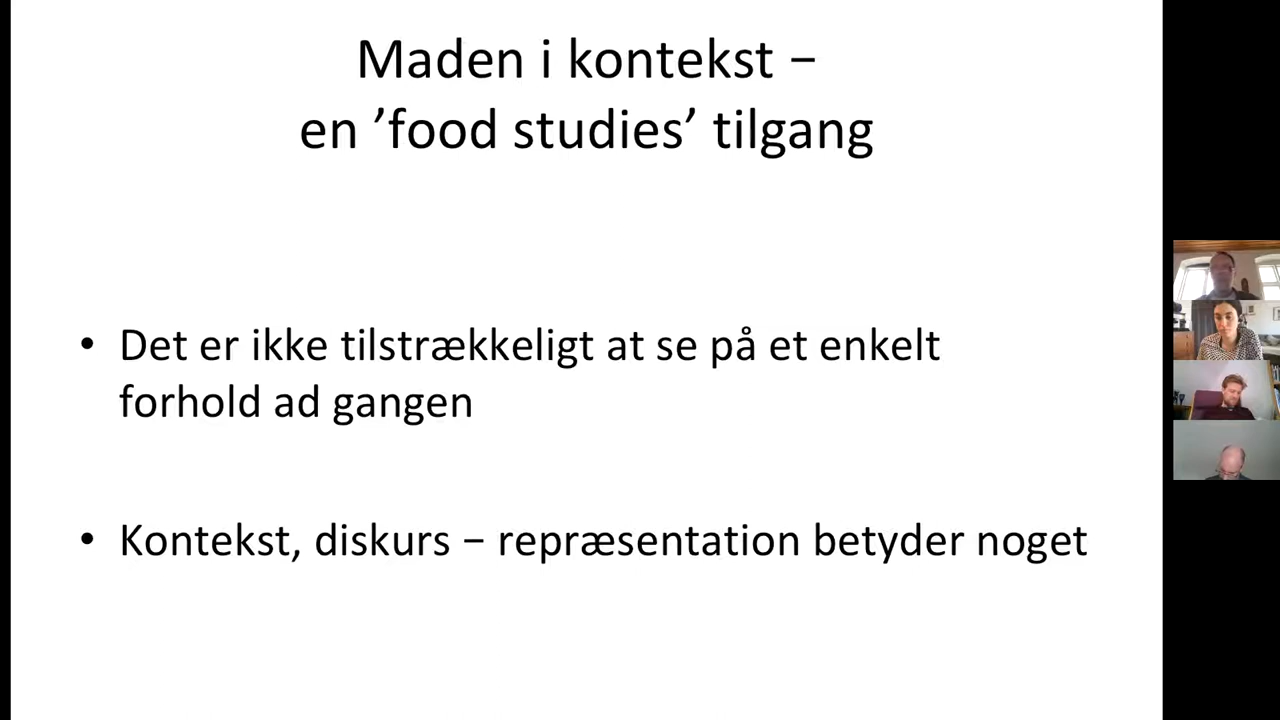 Maden i kontekst –
en ’food studies’ tilgang
• Det er ikke tilstrækkeligt at se på et enkelt
forhold ad gangen
• Kontekst, diskurs – repræsentation betyder noget